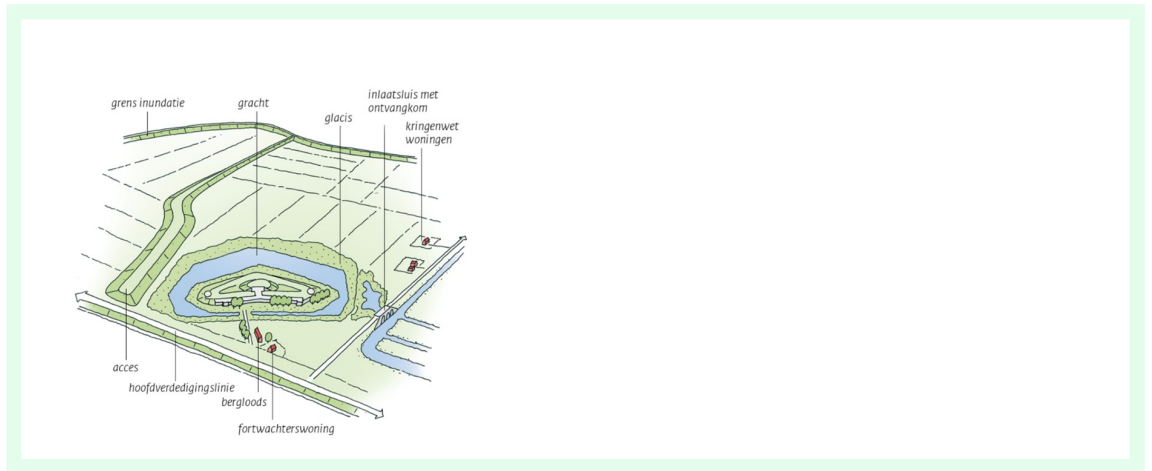 grens inundatie
gracht
glacis
inlaatsluis met
ontvangkom
kringenwet
woningen
acces
hoofdverdedigingslinie
bergloods
fortwachterswoning